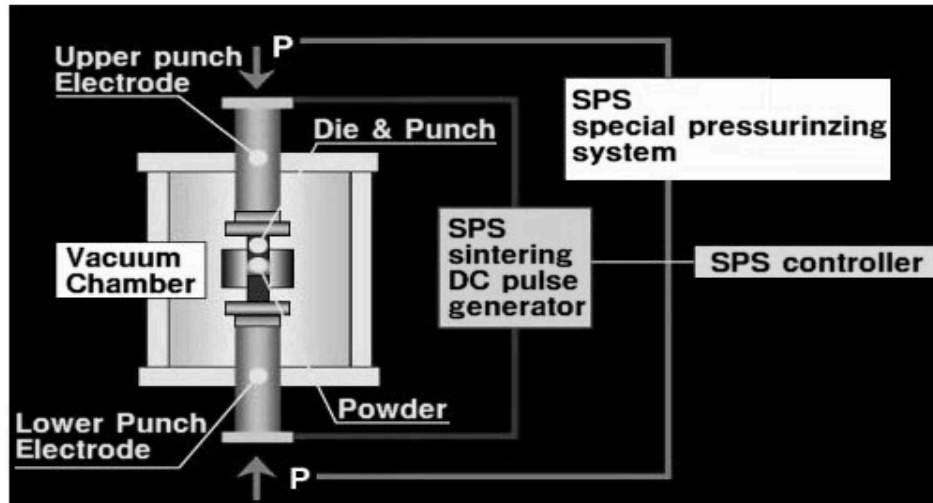 P
Upper punch
Electrode
Die & Punch
SPS
special pressurinzing
system
Vacuum
Chamber
SPS
sintering
DC pulse
generator
SPS controller
Powder
Lower Punch
Electrode
P